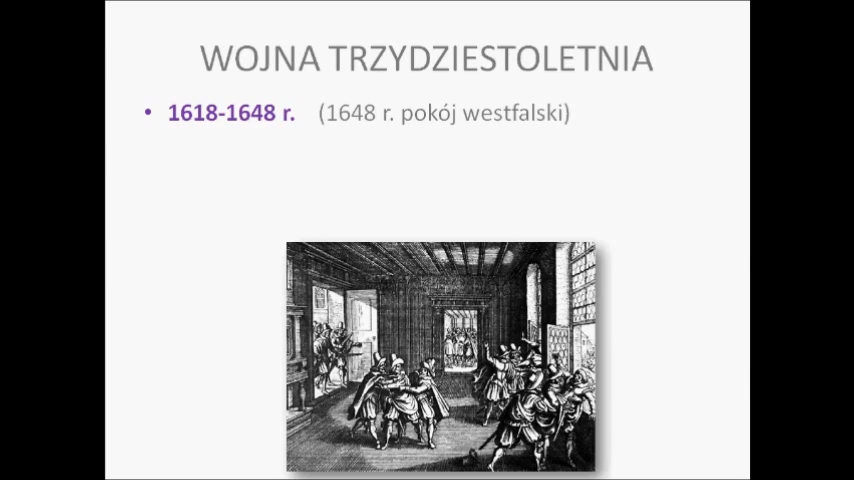 WOJNA TRZYDZIESTOLETNIA
• 1618-1648 r. (1648 r. pokój westfalski)